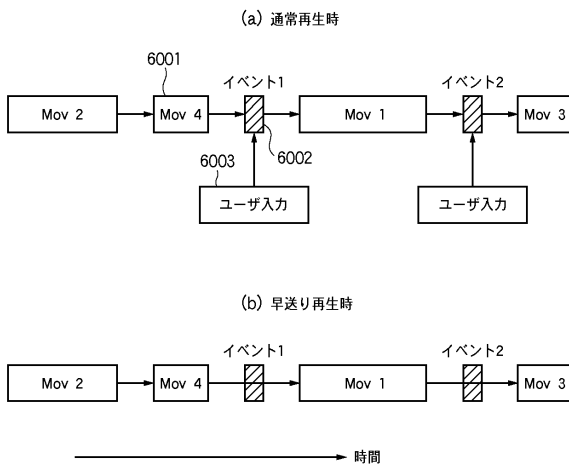 (a) 通常再生時
6001
イベント1
イベント2
Mov 2
Mov 4
Mov 1
Mov 3
6003
6002
ユーザ入力
ユーザ入力
(b) 早送り再生時
イベント1
イベント2
Mov 2
Mov 4
Mov 1
Mov 3
時間